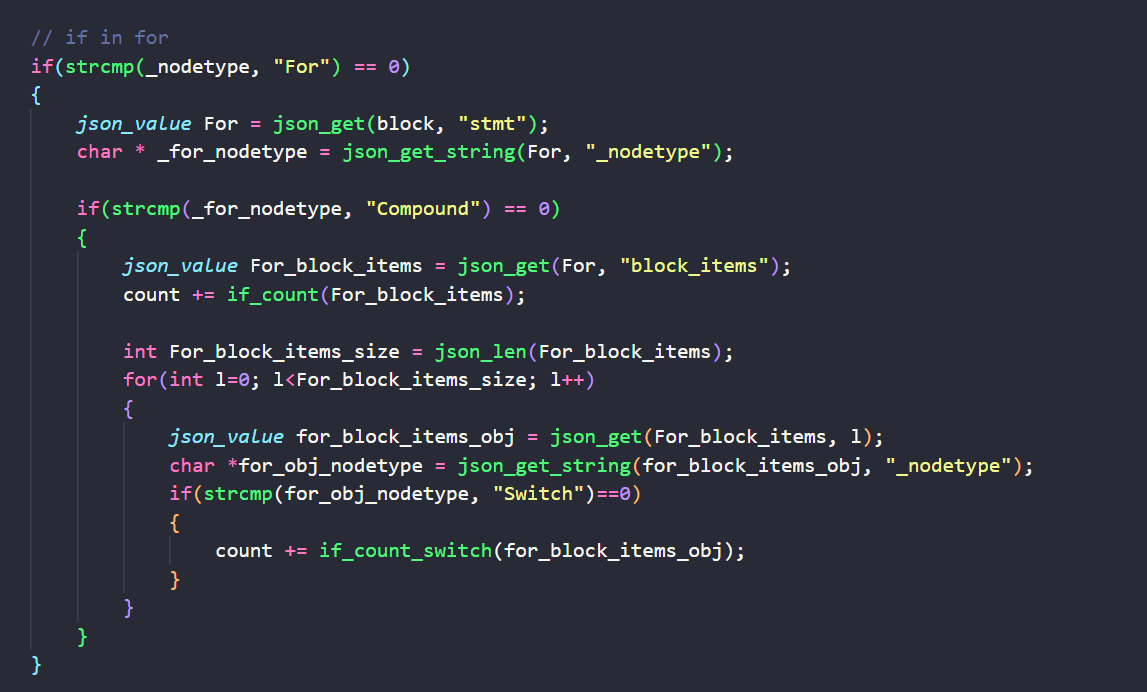 // if in for
if(strcmp(_nodetype, "For") == 0)
{
    json_value For = json_get(block, "stmt");
    char * _for_nodetype = json_get_string(For, "_nodetype");

    if(strcmp(_for_nodetype, "Compound") == 0)
    {
        json_value For_block_items = json_get(For, "block_items");
        count += if_count(For_block_items);

        int For_block_items_size = json_len(For_block_items);
        for(int l=0; l<For_block_items_size; l++)
        {
            json_value for_block_items_obj = json_get(For_block_items, l);
            char *for_obj_nodetype = json_get_string(for_block_items_obj, "_nodetype");
            if(strcmp(for_obj_nodetype, "Switch")==0)
            {
                count += if_count_switch(for_block_items_obj);
            }
        }
    }
}